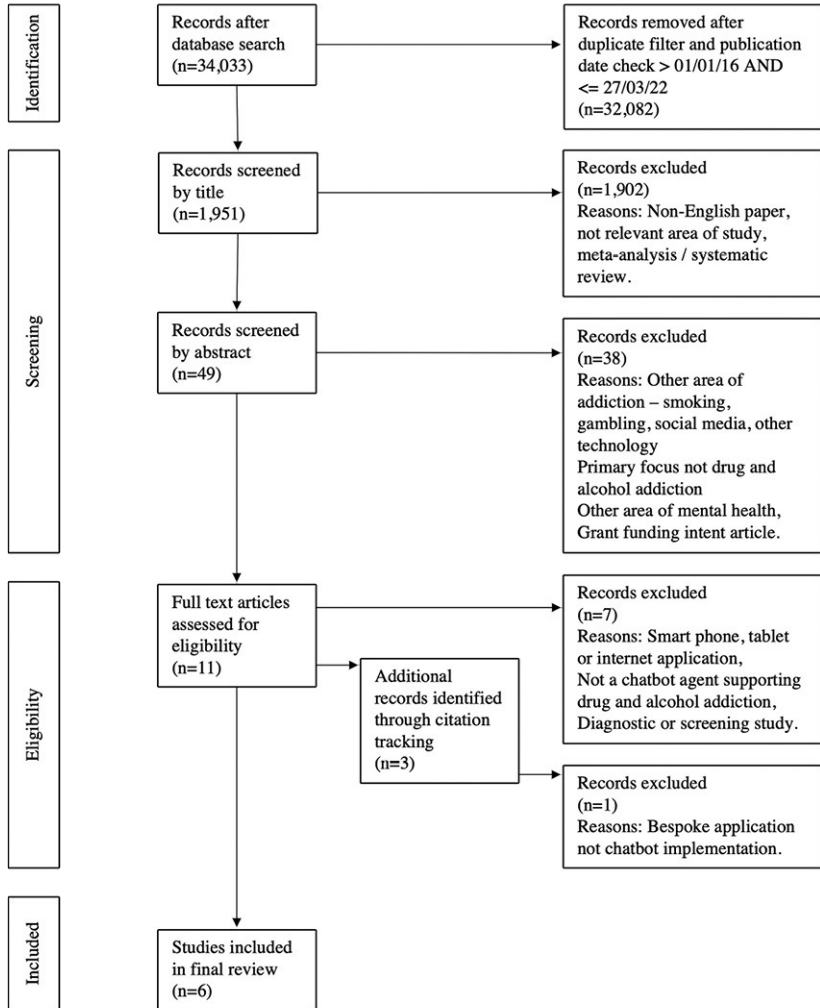 Identification
Records after
database search
(n=34,033)
Records removed after
duplicate filter and publication
date check > 01/01/16 AND
<= 27/03/22
(n=32,082)
Screening
Records screened
by title
(n=1,951)
Records excluded
(n=1,902)
Reasons: Non-English paper,
not relevant area of study,
meta-analysis / systematic
review.
Records screened
by abstract
(n=49)
Records excluded
(n=38)
Reasons: Other area of
addiction – smoking,
gambling, social media, other
technology
Primary focus not drug and
alcohol addiction
Other area of mental health,
Grant funding intent article.
Eligibility
Full text articles
assessed for
eligibility
(n=11)
Records excluded
(n=7)
Reasons: Smart phone, tablet
or internet application,
Not a chatbot agent supporting
drug and alcohol addiction,
Diagnostic or screening study.
Additional
records identified
through citation
tracking
(n=3)
Records excluded
(n=1)
Reasons: Bespoke application
not chatbot implementation.
Included
Studies included
in final review
(n=6)